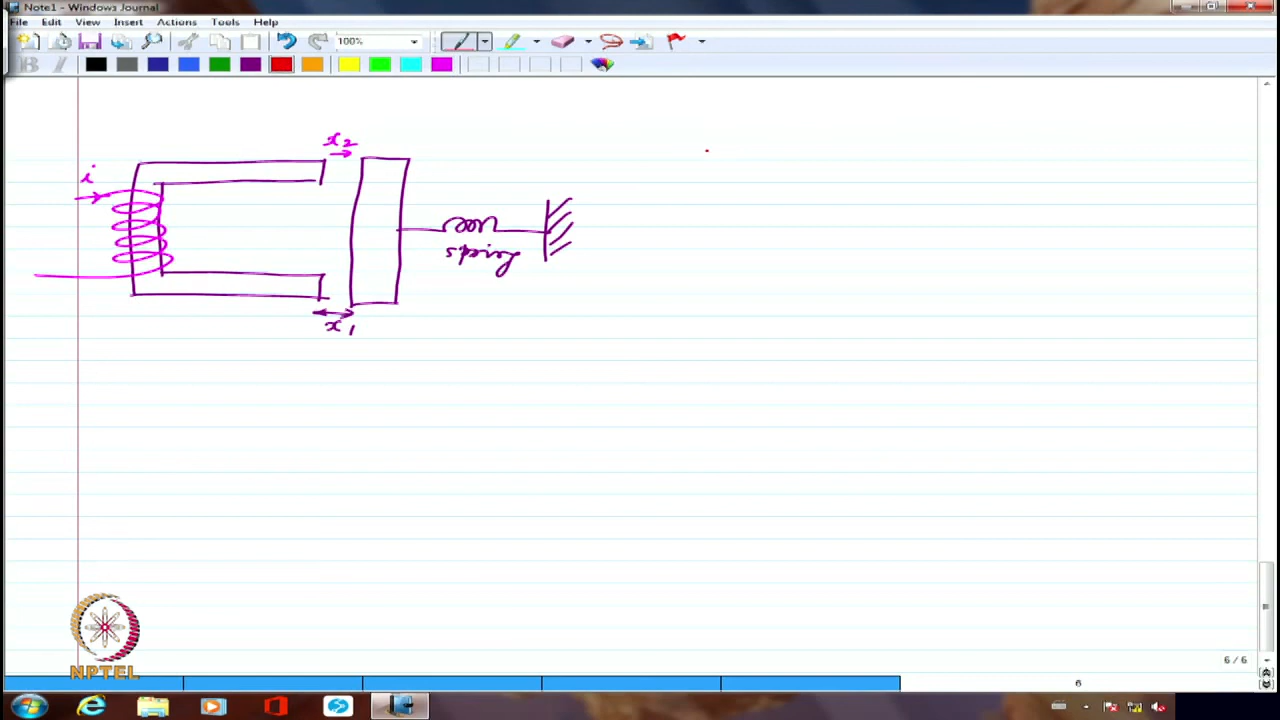 Note1 - Windows Journal
File Edit View Insert Actions Tools Help
100%
B I
x2
i
spring
x1
6 / 6
NPTEL
6